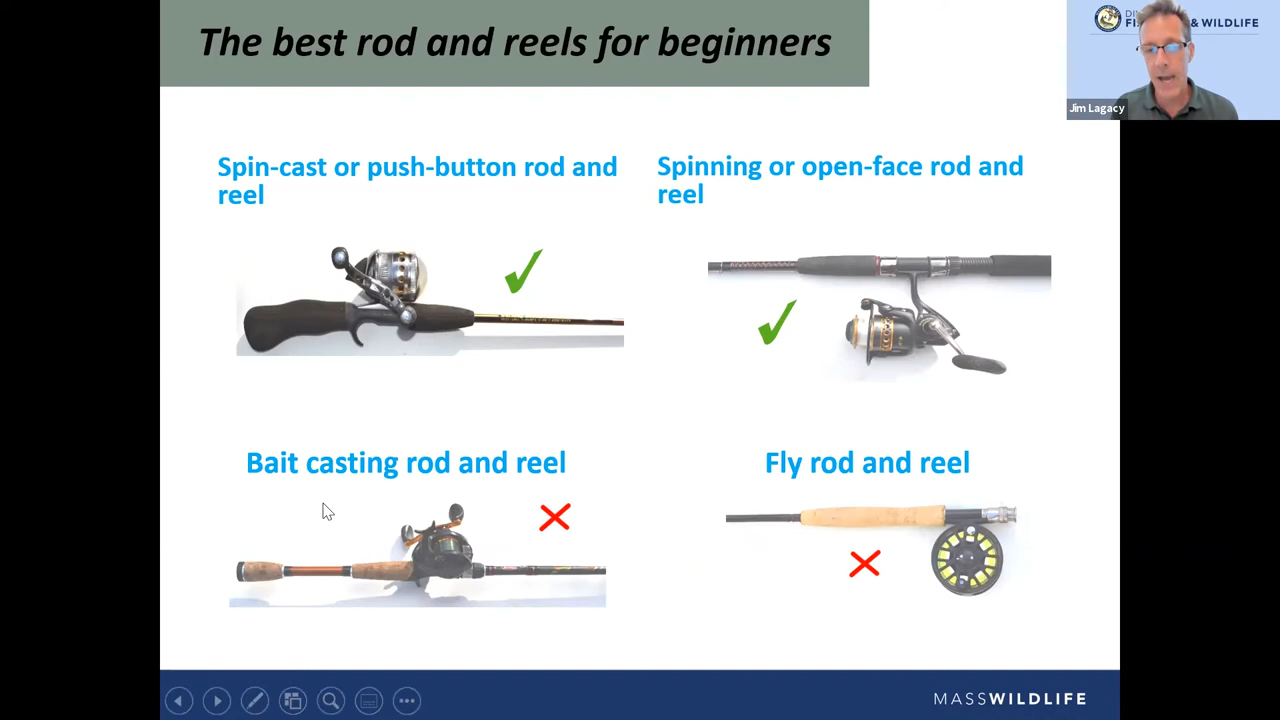 The best rod and reels for beginners
& WILDLIFE
Jim Lagacy
Spin-cast or push-button rod and
reel
Spinning or open-face rod and
reel
Bait casting rod and reel
Fly rod and reel
MASSWILDLIFE